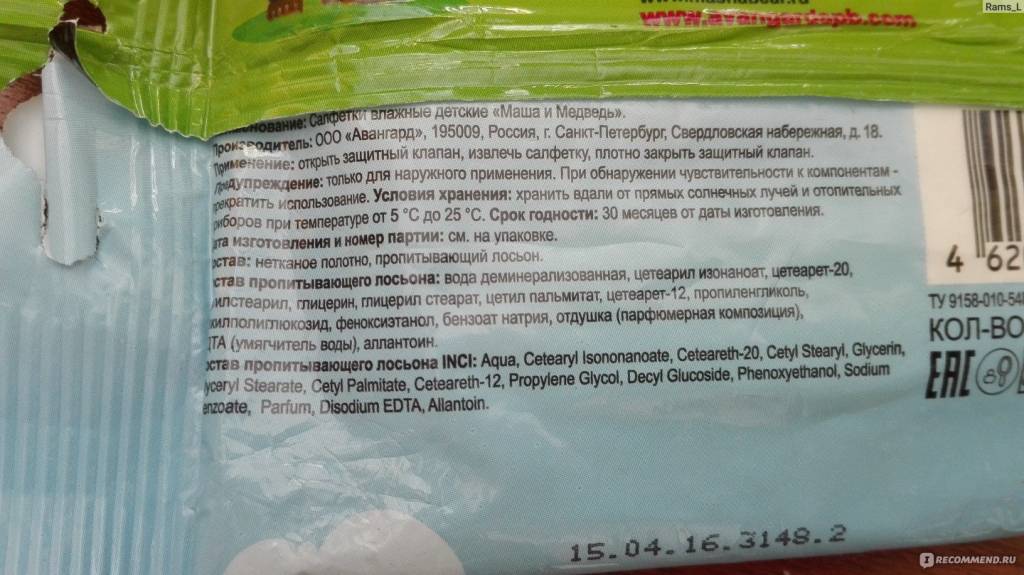 Rams_L
www.avangardapb.com
Салфетки влажные детские «Маша и Медведь».
Производитель: ООО «Авангард», 195009, Россия, г. Санкт-Петербург, Свердловская набережная, д. 18.
Применение: открыть защитный клапан, извлечь салфетку, плотно закрыть защитный клапан.
только для наружного применения. При обнаружении чувствительности к компонентам -
использование. Условия хранения: хранить вдали от прямых солнечных лучей и отопительных
при температуре от 5 °C до 25 °C. Срок годности: 30 месяцев от даты изготовления.
изготовления и номер партии: см. на упаковке.
нетканое полотно, пропитывающий лосьон.
пропитывающего лосьона: вода деминерализованная, цетеарил изонаноат, цетеарет-20,
глицерин, глицерил стеарат, цетил пальмитат, цетеарет-12, пропиленгликоль,
феноксиэтанол, бензоат натрия, отдушка (парфюмерная композиция),
(умягчитель воды), аллантоин.
пропитывающего лосьона INCI: Aqua, Cetearyl Isononanoate, Ceteareth-20, Cetyl Stearyl, Glycerin,
Stearate, Cetyl Palmitate, Ceteareth-12, Propylene Glycol, Decyl Glucoside, Phenoxyethanol, Sodium
Parfum, Disodium EDTA, Allantoin.
4 62
ТУ 9158-010-54
КОЛ-ВО
EAC
15.04.16.3148.2
IRECOMMEND.RU